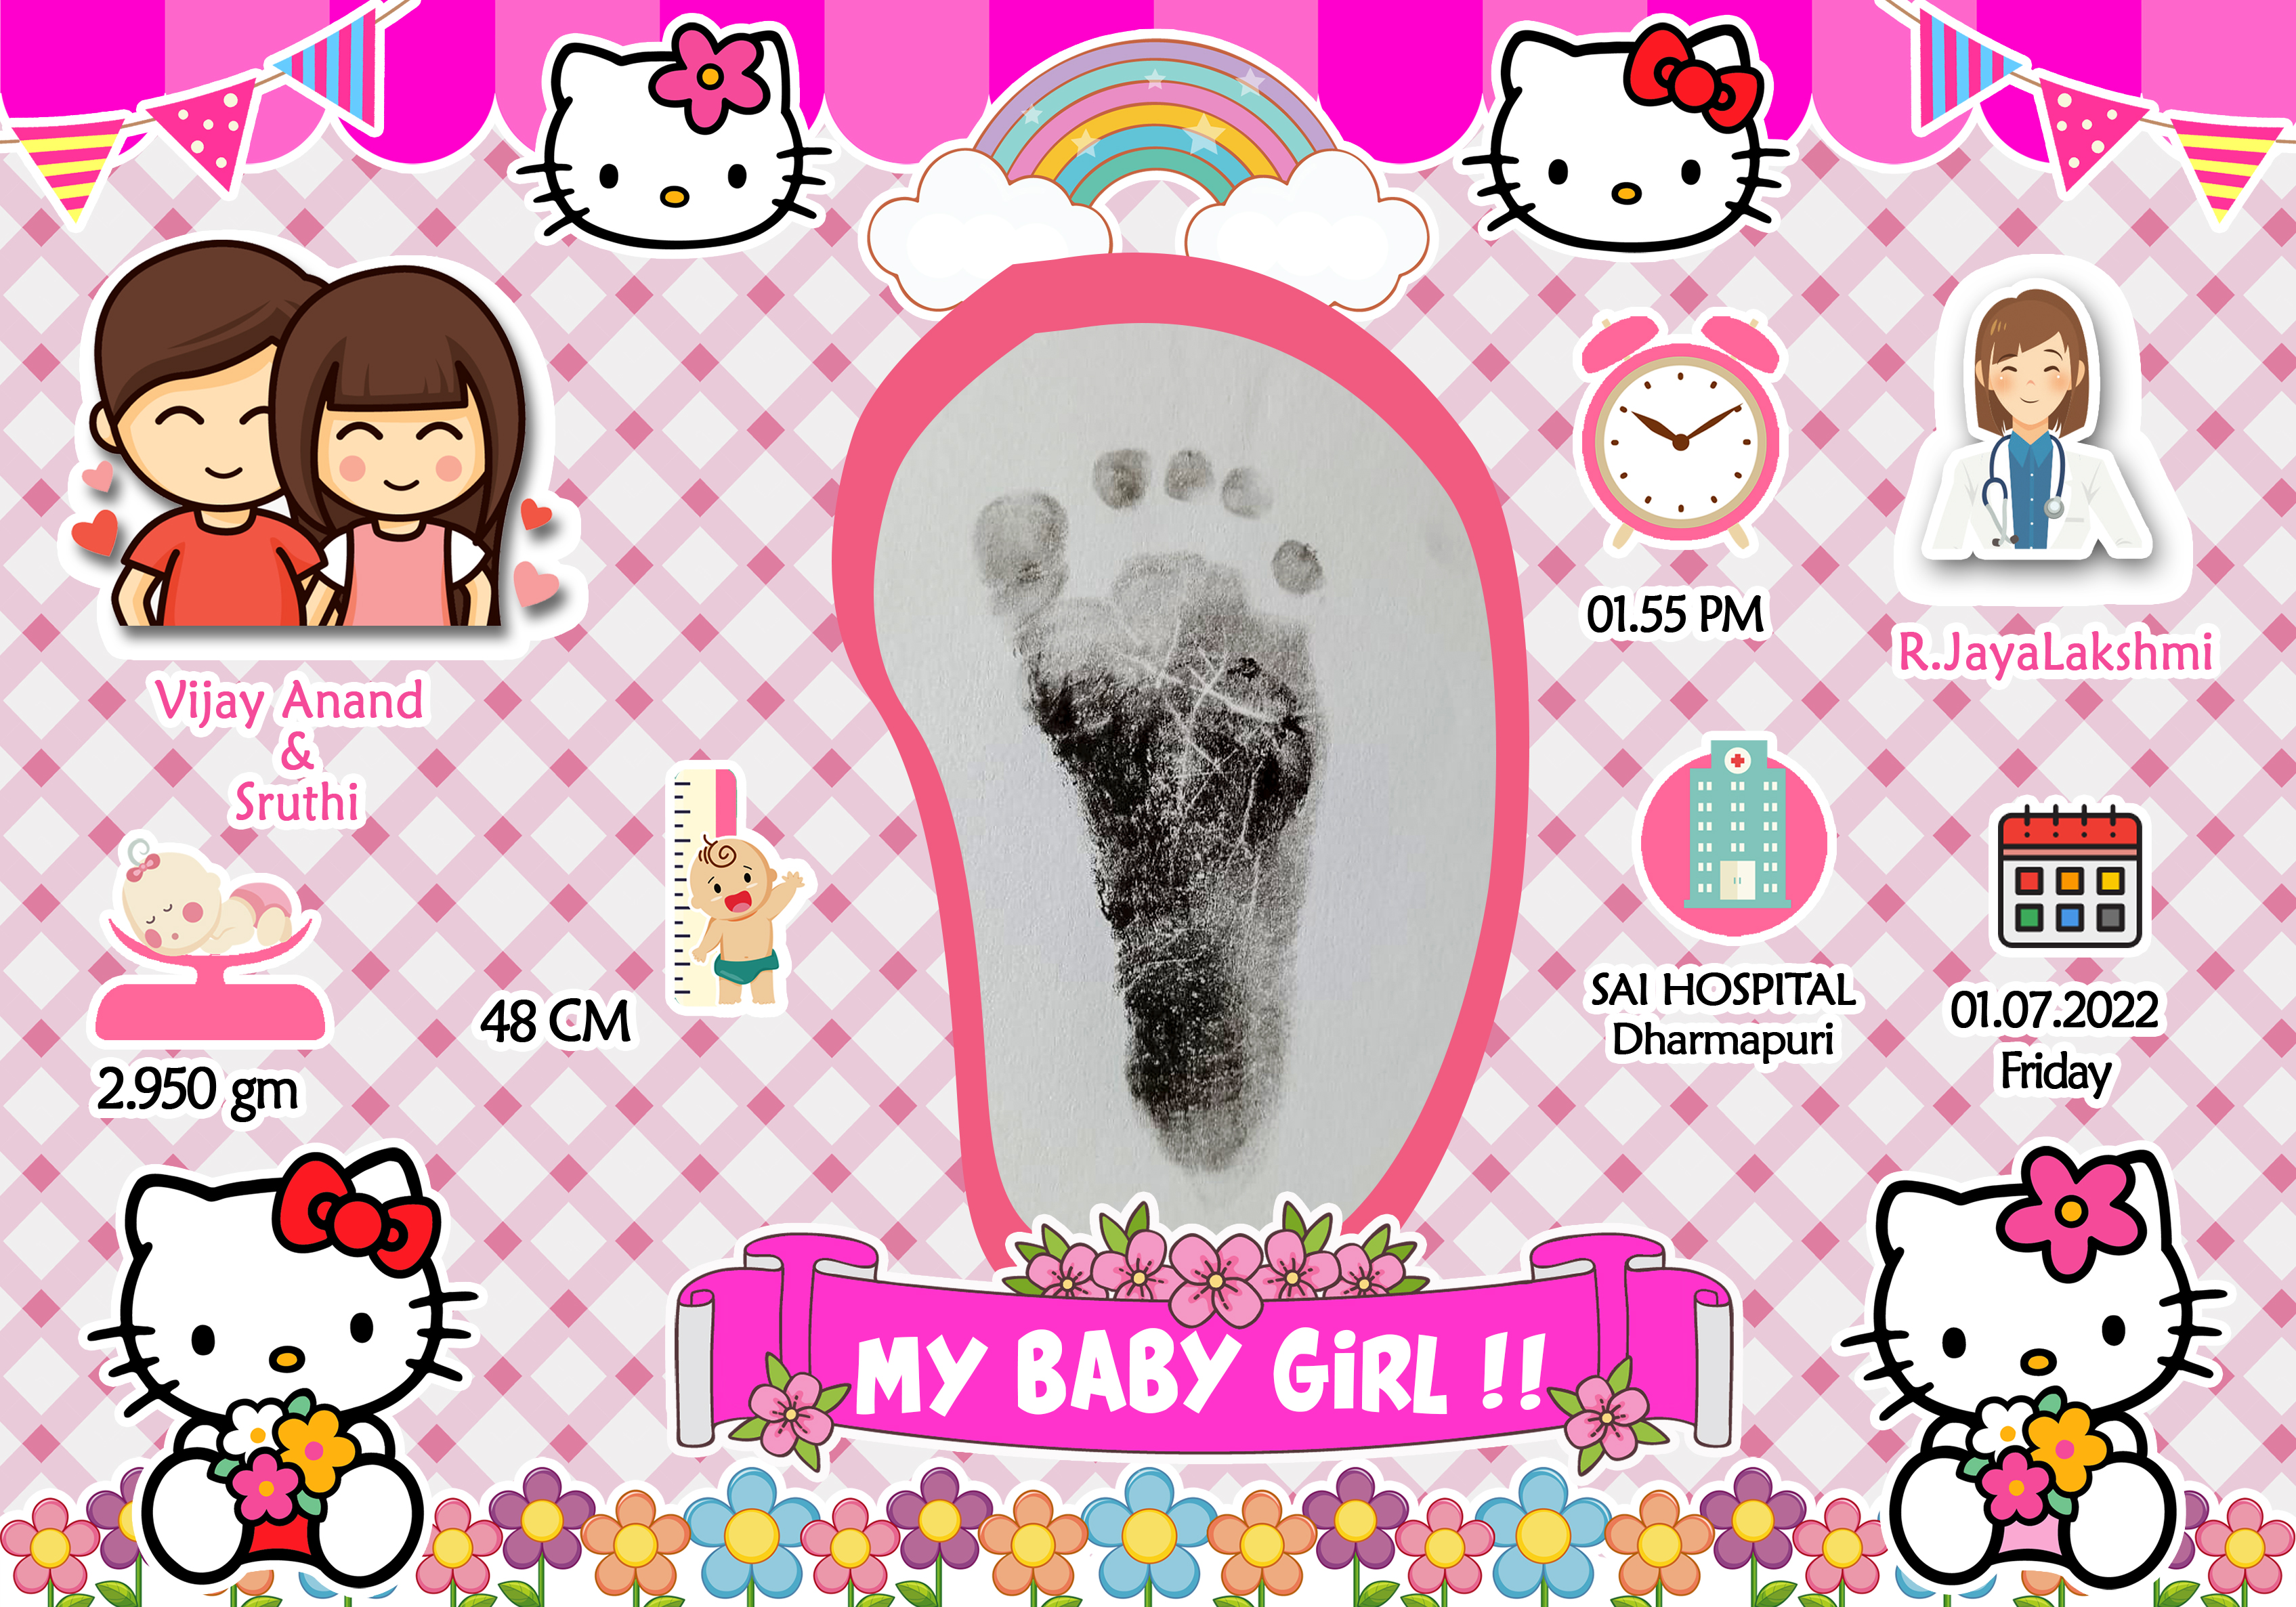 Vijay Anand
&
Sruthi
2.950 gm
48 CM
01.55 PM
R.JayaLakshmi
SAI HOSPITAL
Dharmapuri
01.07.2022
Friday
MY BABY GiRL !!